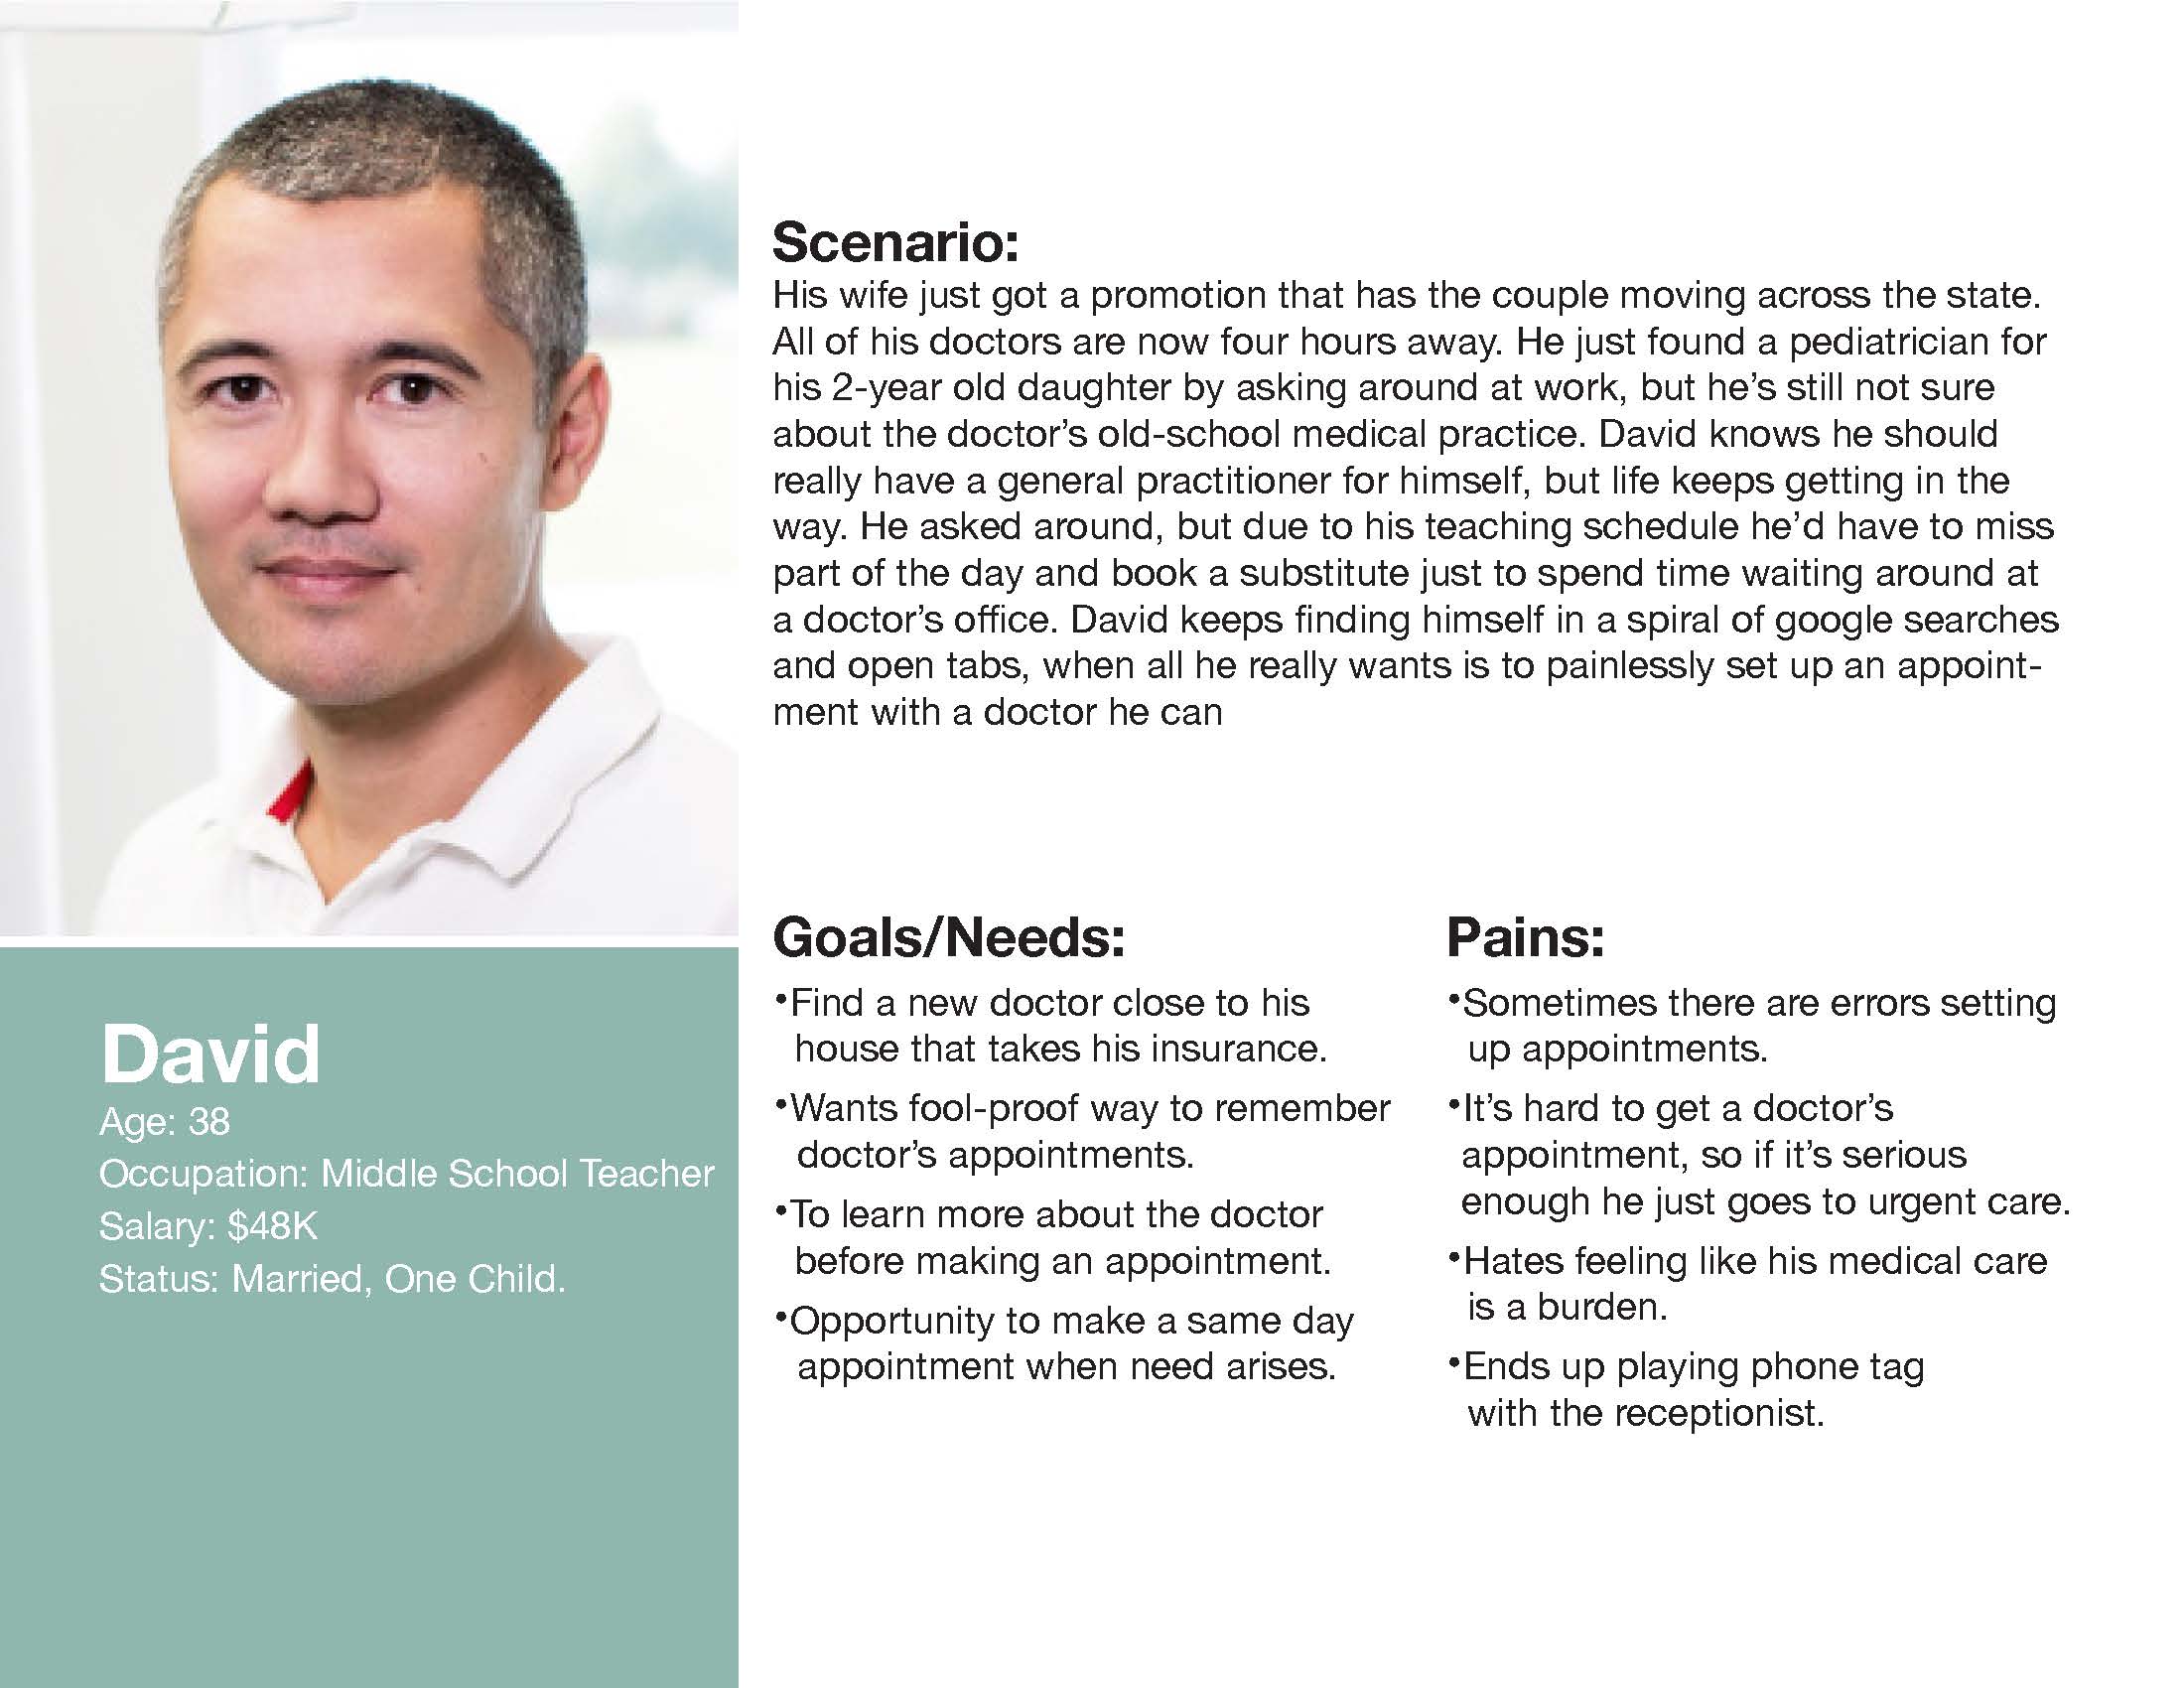 Scenario:
His wife just got a promotion that has the couple moving across the state.
All of his doctors are now four hours away. He just found a pediatrician for
his 2-year old daughter by asking around at work, but he’s still not sure
about the doctor’s old-school medical practice. David knows he should
really have a general practitioner for himself, but life keeps getting in the
way. He asked around, but due to his teaching schedule he’d have to miss
part of the day and book a substitute just to spend time waiting around at
a doctor’s office. David keeps finding himself in a spiral of google searches
and open tabs, when all he really wants is to painlessly set up an appoint-
ment with a doctor he can
David
Age: 38
Occupation: Middle School Teacher
Salary: $48K
Status: Married, One Child.
Goals/Needs:
•Find a new doctor close to his
house that takes his insurance.
•Wants fool-proof way to remember
doctor’s appointments.
•To learn more about the doctor
before making an appointment.
•Opportunity to make a same day
appointment when need arises.
Pains:
•Sometimes there are errors setting
up appointments.
•It’s hard to get a doctor’s
appointment, so if it’s serious
enough he just goes to urgent care.
•Hates feeling like his medical care
is a burden.
•Ends up playing phone tag
with the receptionist.